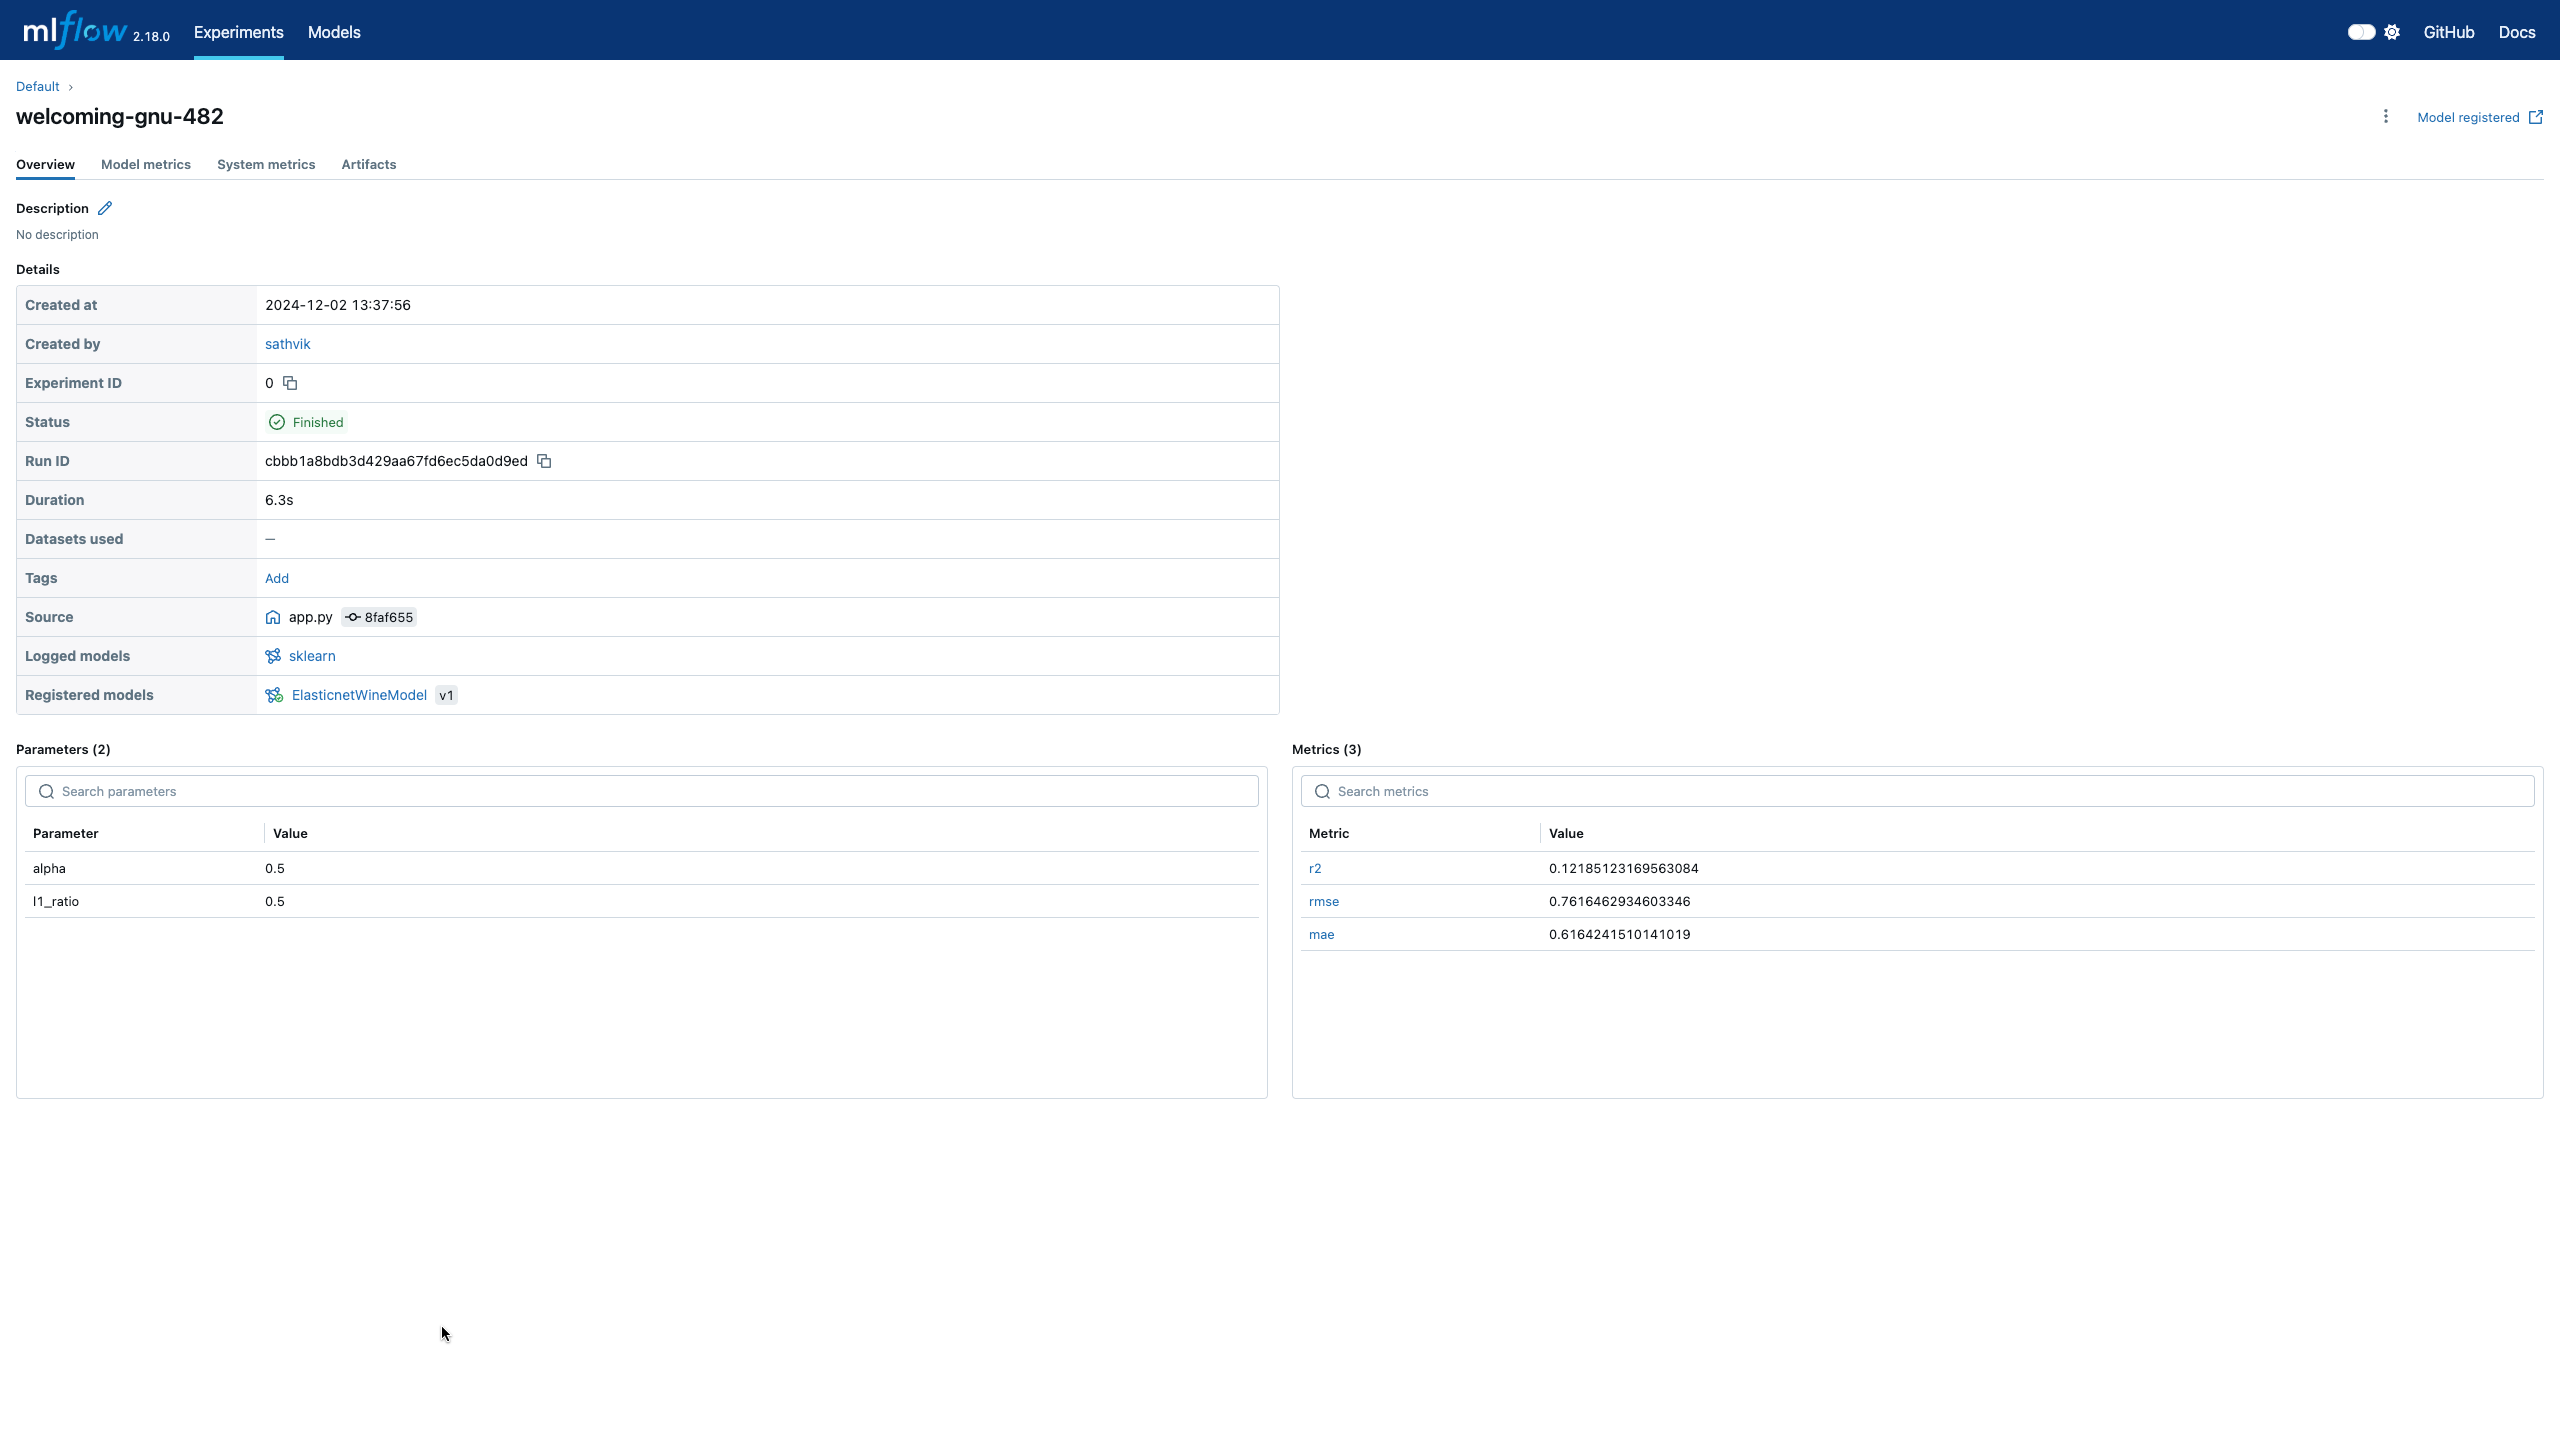 mlflow 2.18.0 Experiments Models GitHub Docs
Default ›
welcoming-gnu-482
Model registered
Overview Model metrics System metrics Artifacts
Description
No description
Details
Created at 2024-12-02 13:37:56
Created by sathvik
Experiment ID 0
Status Finished
Run ID cbbb1a8bdb3d429aa67fd6ec5da0d9ed
Duration 6.3s
Datasets used —
Tags Add
Source app.py 8faf655
Logged models sklearn
Registered models ElasticnetWineModel v1
Parameters (2)
Search parameters
Parameter Value
alpha 0.5
l1_ratio 0.5
Metrics (3)
Search metrics
Metric Value
r2 0.12185123169563084
rmse 0.7616462934603346
mae 0.6164241510141019